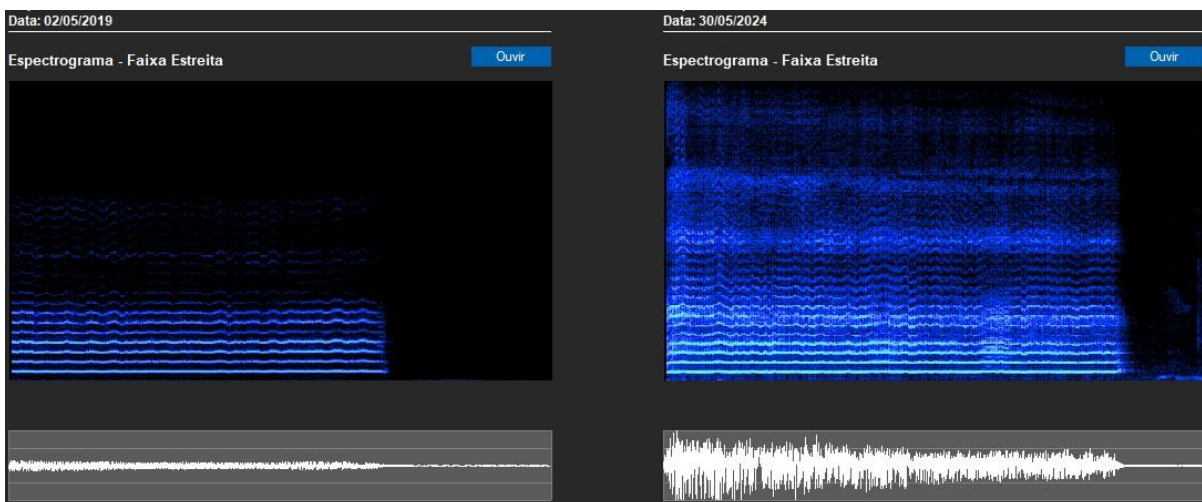 Data: 02/05/2019
Espectrograma - Faixa Estreita
Ouvir
Data: 30/05/2024
Espectrograma - Faixa Estreita
Ouvir